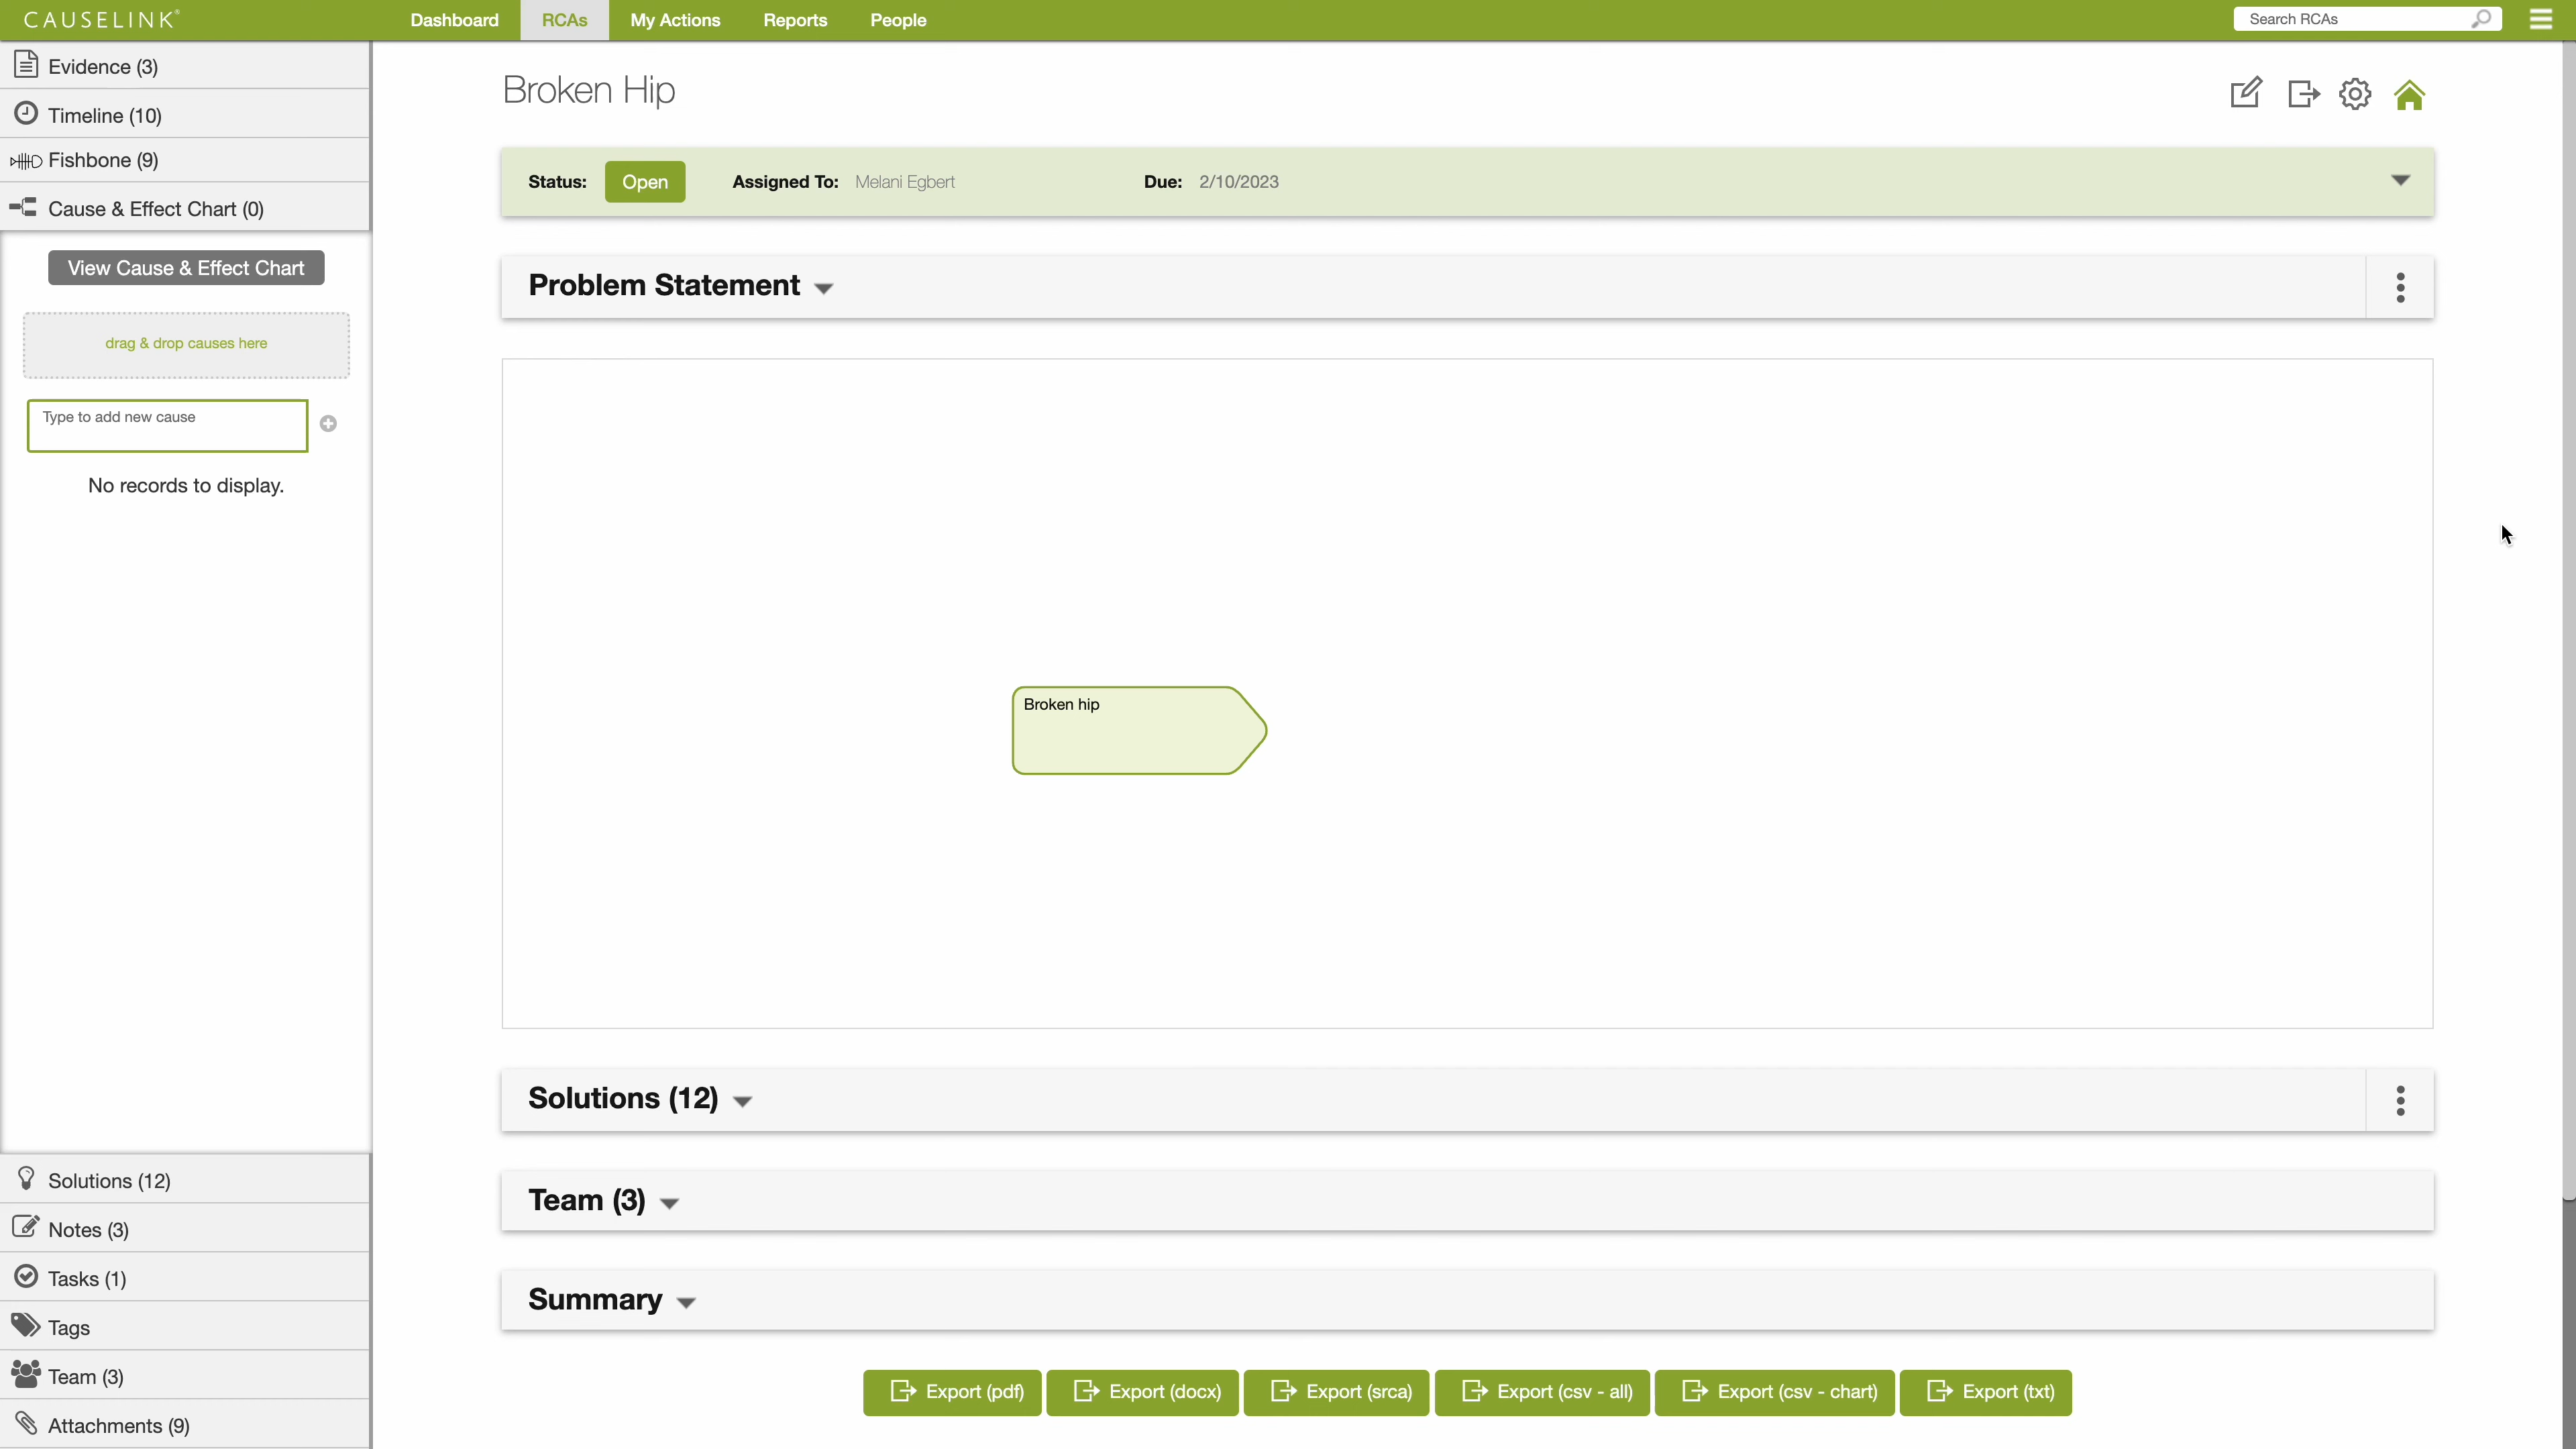 CAUSELINK®
Dashboard RCAs My Actions Reports People
Search RCAs
Evidence (3)
Timeline (10)
Fishbone (9)
Cause & Effect Chart (0)
View Cause & Effect Chart
drag & drop causes here
Type to add new cause
No records to display.
Solutions (12)
Notes (3)
Tasks (1)
Tags
Team (3)
Attachments (9)
Broken Hip
Status: Open Assigned To: Melani Egbert Due: 2/10/2023
Problem Statement
Broken hip
Solutions (12)
Team (3)
Summary
Export (pdf) Export (docx) Export (srca) Export (csv - all) Export (csv - chart) Export (txt)